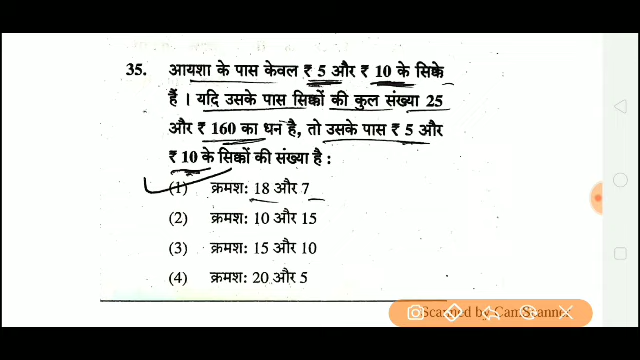 35. आयशा के पास केवल ₹ 5 और ₹ 10 के सिक्के
हैं । यदि उसके पास सिक्कों की कुल संख्या 25
और ₹ 160 का धन है, तो उसके पास ₹ 5 और
₹ 10 के सिक्कों की संख्या है :
(1) क्रमश: 18 और 7
(2) क्रमश: 10 और 15
(3) क्रमश: 15 और 10
(4) क्रमश: 20 और 5
Scanned by CamScanner